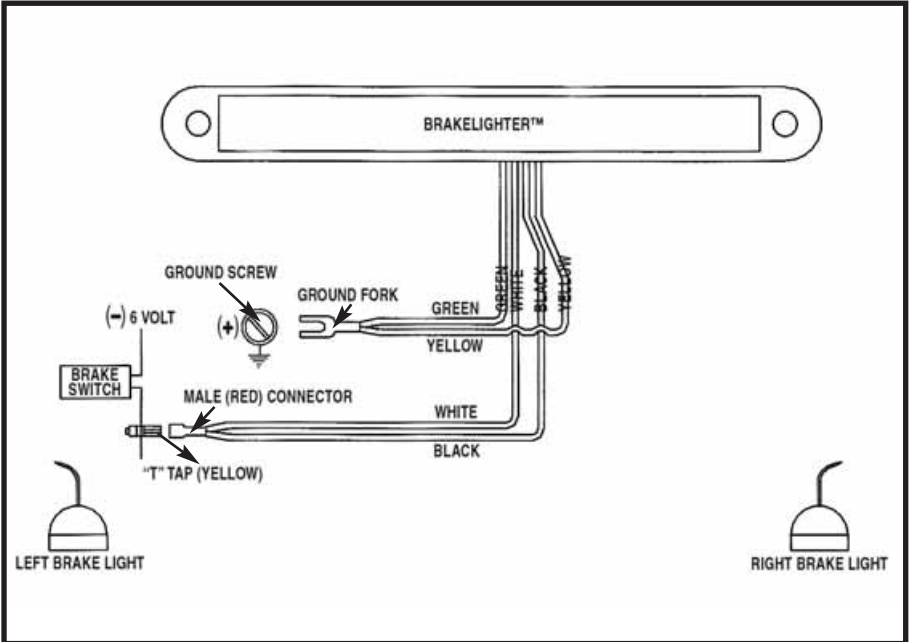 BRAKELIGHTER™
GREEN
WHITE
BLACK
YELLOW
GROUND SCREW
GROUND FORK
(-) 6 VOLT
(+)
GREEN
YELLOW
BRAKE
SWITCH
MALE (RED) CONNECTOR
WHITE
BLACK
"T" TAP (YELLOW)
LEFT BRAKE LIGHT
RIGHT BRAKE LIGHT